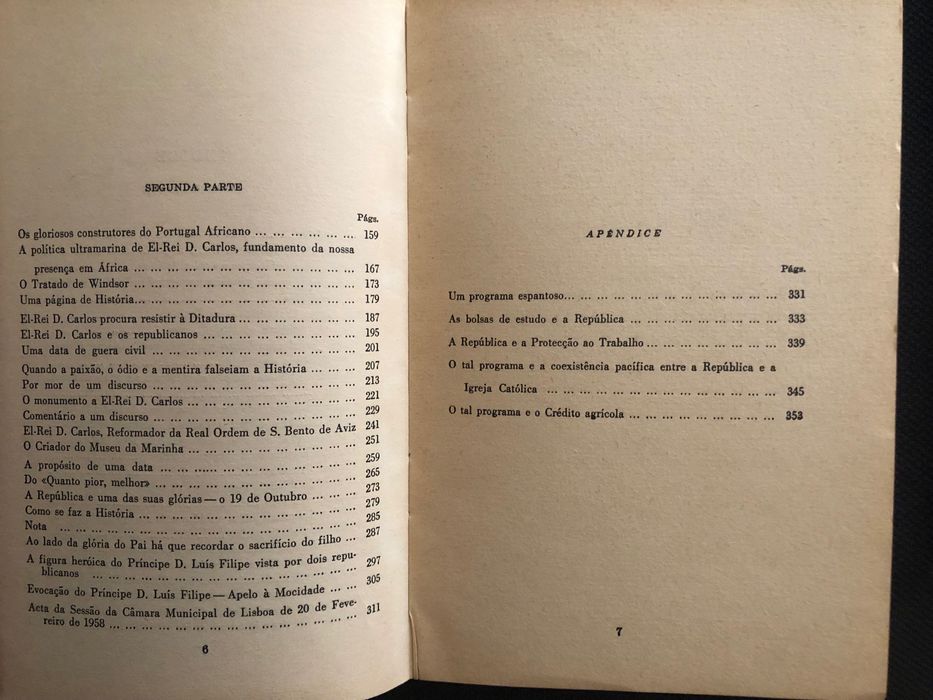 SEGUNDA PARTE
Págs.
Os gloriosos construtores do Portugal Africano ... ... ... ... ... ... 159
A política ultramarina de El-Rei D. Carlos, fundamento da nossa
presença em África ... ... ... ... ... ... ... ... ... ... ... ... 167
O Tratado de Windsor ... ... ... ... ... ... ... ... ... ... ... ... 173
Uma página de História... ... ... ... ... ... ... ... ... ... ... ... 179
El-Rei D. Carlos procura resistir à Ditadura ... ... ... ... ... ... 187
El-Rei D. Carlos e os republicanos ... ... ... ... ... ... ... ... 195
Uma data de guera civil ... ... ... ... ... ... ... ... ... ... ... 201
Quando a paixão, o ódio e a mentira falseiam a História ... ... ... 207
Por mor de um discurso ... ... ... ... ... ... ... ... ... ... ... 213
O monumento a El-Rei D. Carlos ... ... ... ... ... ... ... ... ... 221
Comentário a um discurso ... ... ... ... ... ... ... ... ... ... ... 229
El-Rei D. Carlos, Reformador da Real Ordem de S. Bento de Aviz 241
O Criador do Museu da Marinha ... ... ... ... ... ... ... ... ... 251
A propósito de uma data ... ... ... ... ... ... ... ... ... ... ... 259
Do «Quanto pior, melhor» ... ... ... ... ... ... ... ... ... ... ... 265
A República e uma das suas glórias — o 19 de Outubro ... ... ... 273
Como se faz a História ... ... ... ... ... ... ... ... ... ... ... 279
Nota ... ... ... ... ... ... ... ... ... ... ... ... ... ... ... 285
Ao lado da glória do Pai há que recordar o sacrifício do filho ... 287
A figura heróica do Príncipe D. Luís Filipe vista por dois repu-
blicanos ... ... ... ... ... ... ... ... ... ... ... ... ... ... 297
Evocação do Príncipe D. Luís Filipe — Apelo à Mocidade ... ... 305
Acta da Sessão da Câmara Municipal de Lisboa de 20 de Feve-
reiro de 1958 ... ... ... ... ... ... ... ... ... ... ... ... ... 311
6
APÊNDICE
Págs.
Um programa espantoso... ... ... ... ... ... ... ... ... ... ... 331
As bolsas de estudo e a República ... ... ... ... ... ... ... ... 333
A República e a Protecção ao Trabalho ... ... ... ... ... ... ... 339
O tal programa e a coexistência pacífica entre a República e a
Igreja Católica ... ... ... ... ... ... ... ... ... ... ... ... 345
O tal programa e o Crédito agrícola ... ... ... ... ... ... ... ... 353
7